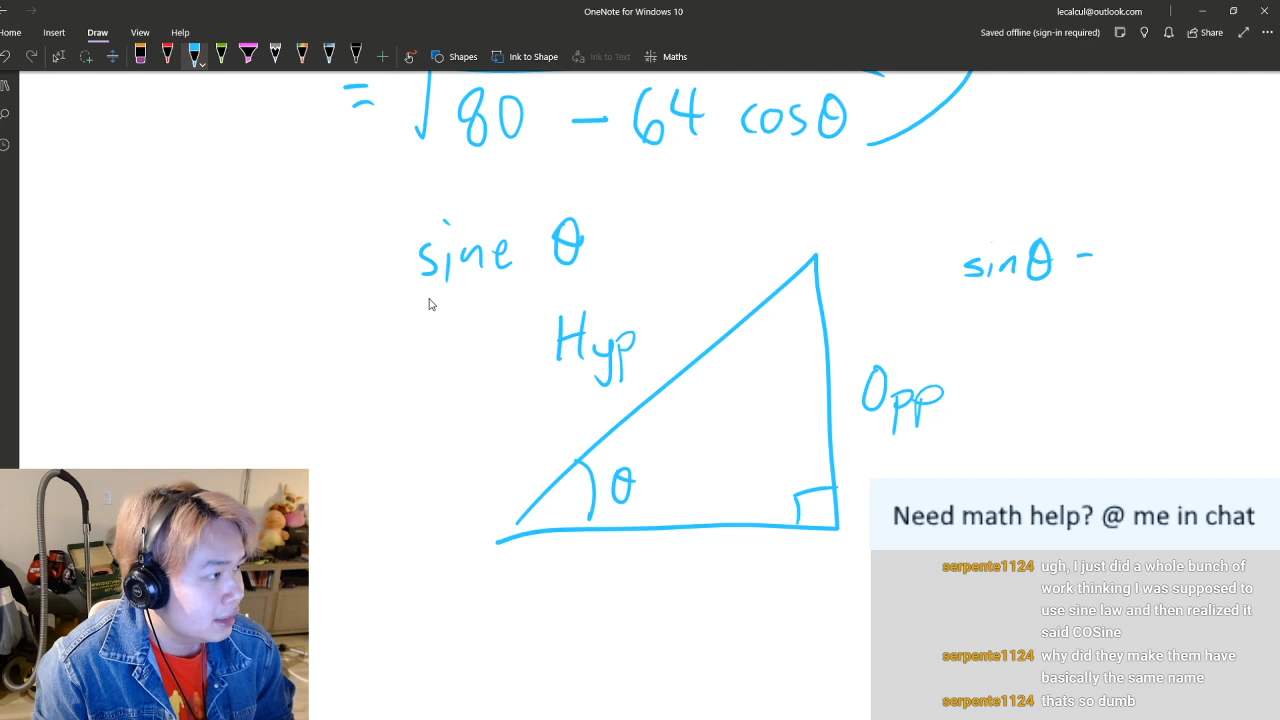 OneNote for Windows 10
lecalcul@outlook.com
Home Insert Draw View Help
Saved offline (sign-in required)
Share
Shapes
Ink to Shape
Ink to Text
Maths
= √80 - 64 cosθ
sine θ
sinθ -
Hyp
Opp
θ
Need math help? @ me in chat
serpente1124 ugh, I just did a whole bunch of
work thinking I was supposed to
use sine law and then realized it
said COSine
serpente1124 why did they make them have
basically the same name
serpente1124 thats so dumb